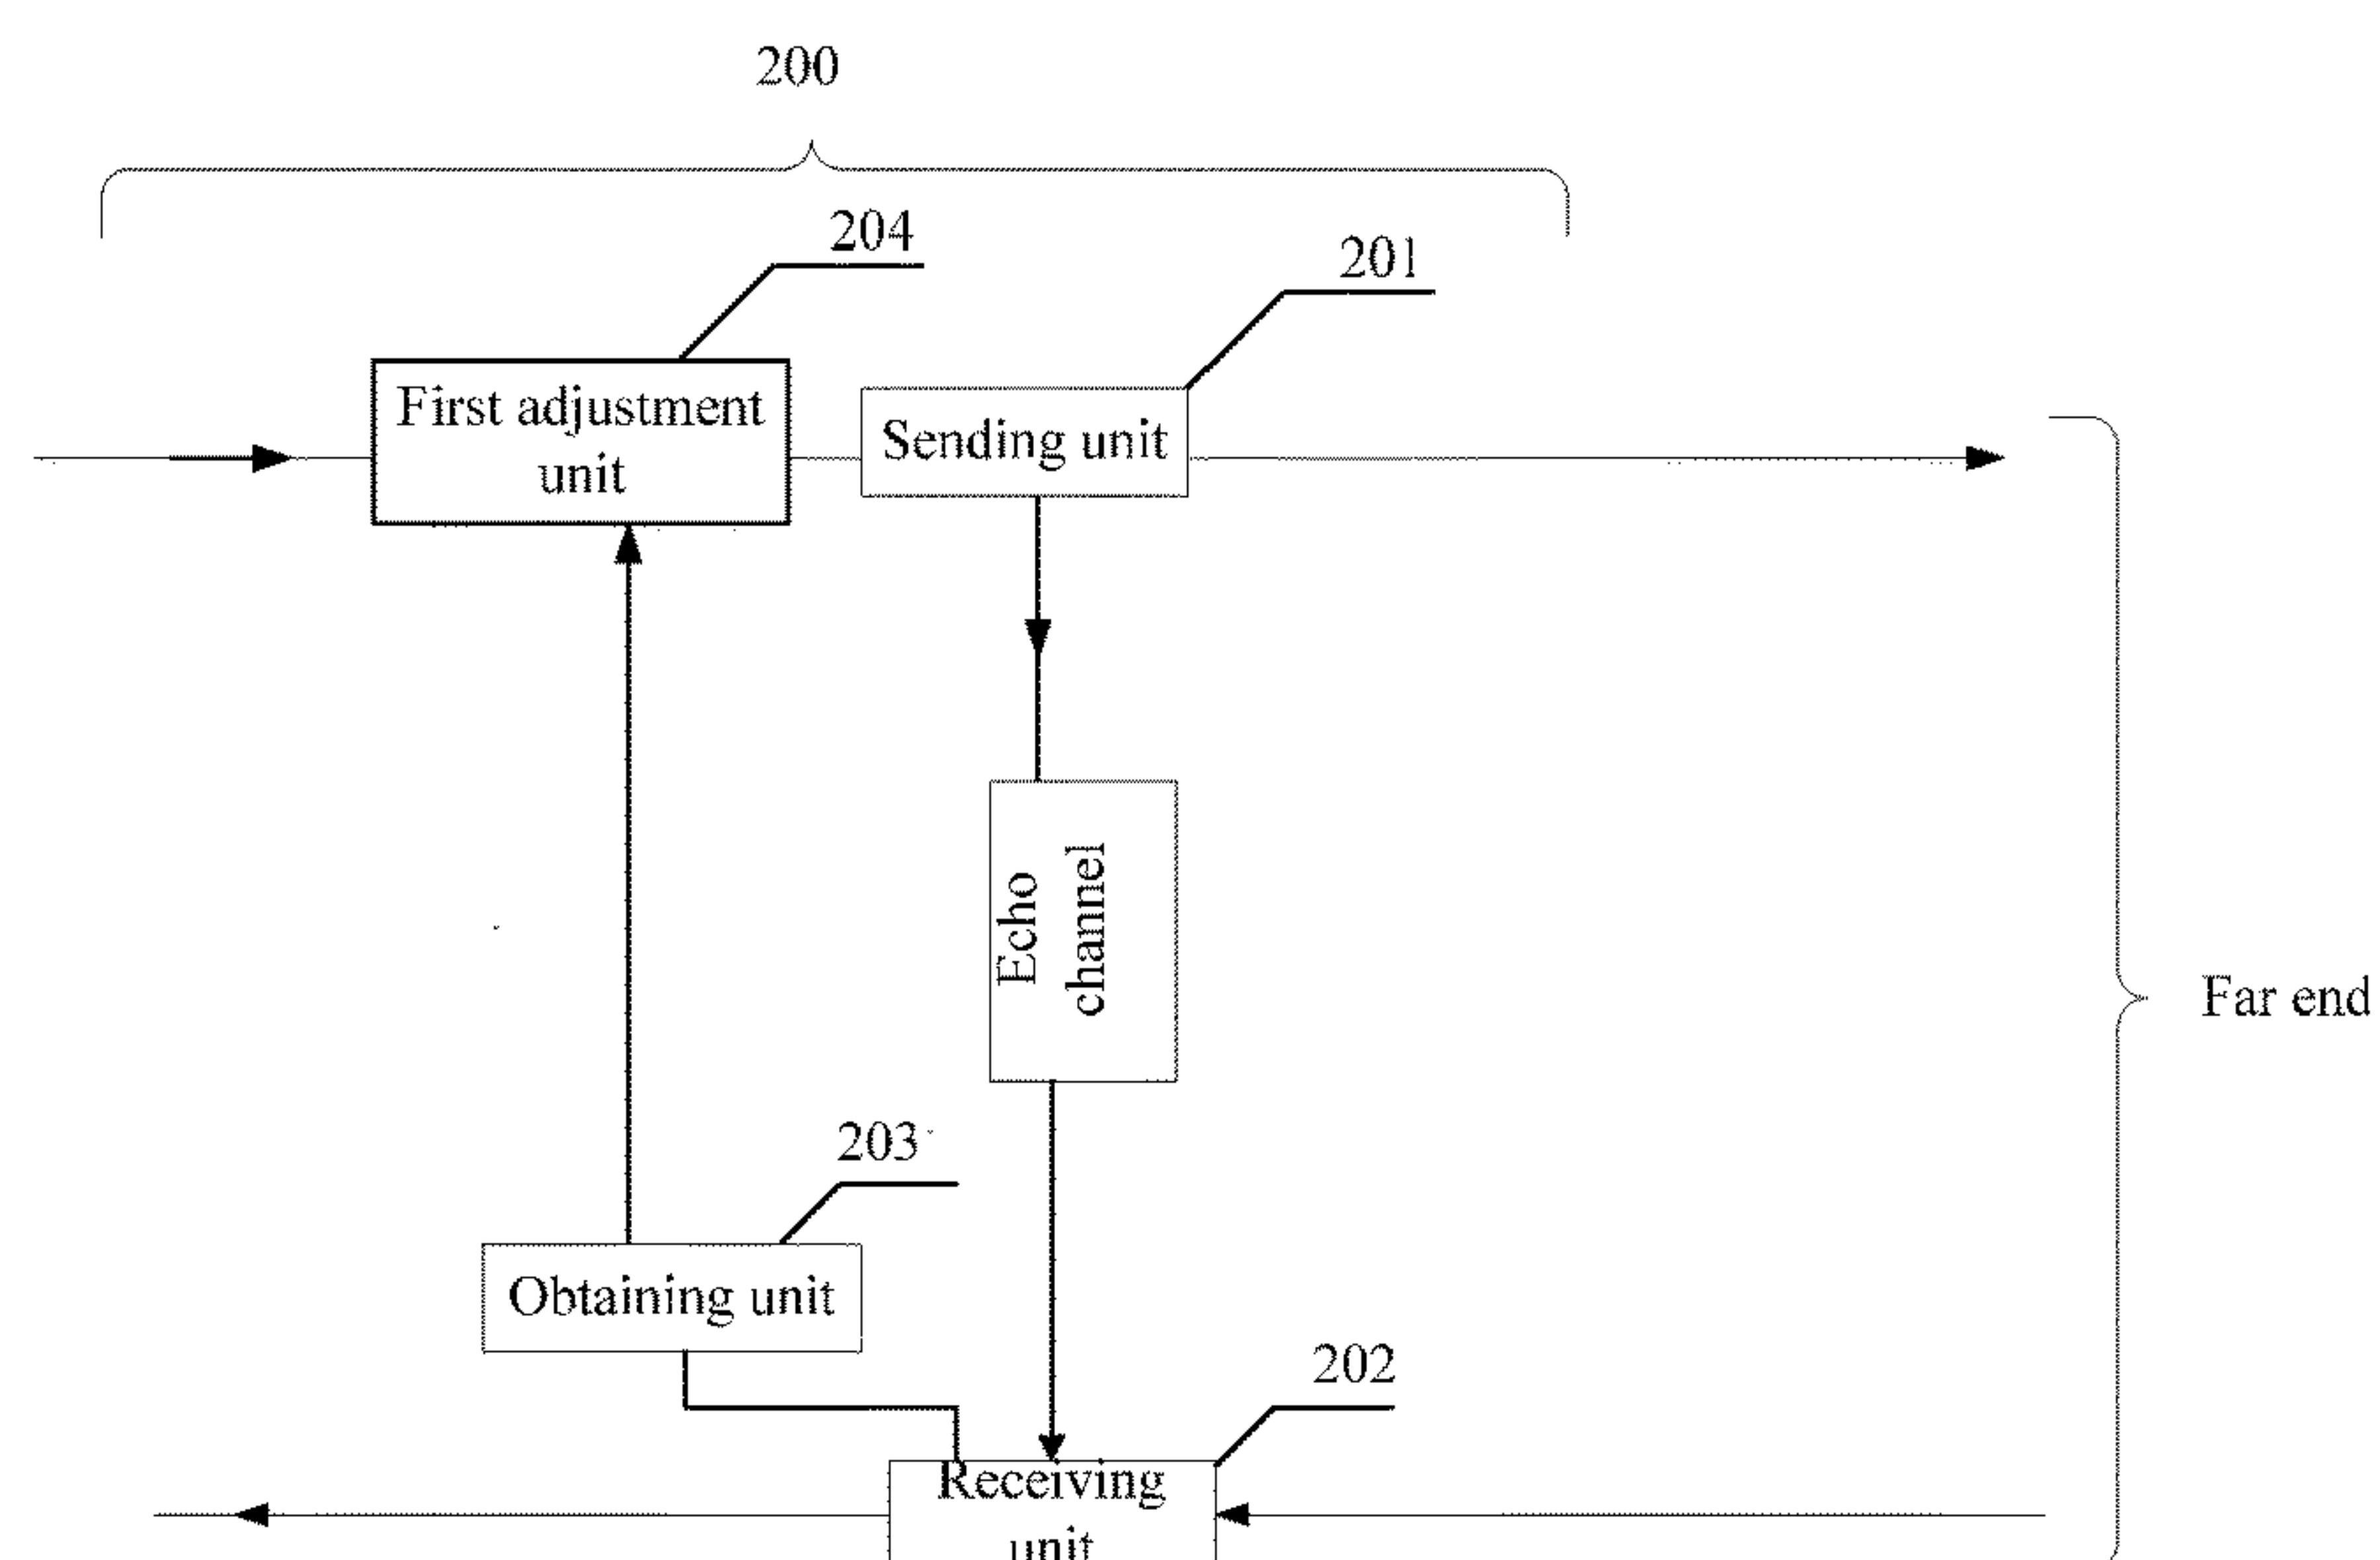 200
204
201
First adjustment
unit
Sending unit
Echo
channel
Far end
203
Obtaining unit
202
Receiving
unit